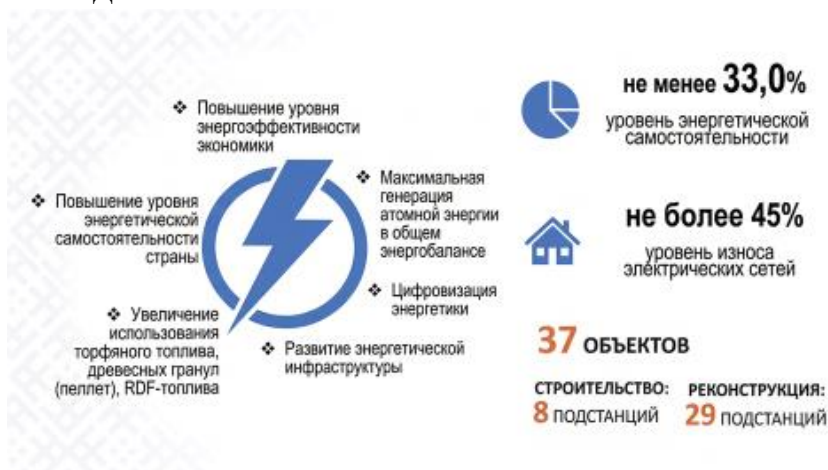 ❖ Повышение уровня
энергоэффективности
экономики
❖ Максимальная
генерация
атомной энергии
в общем
энергобалансе
❖ Цифровизация
энергетики
❖ Развитие энергетической
инфраструктуры
❖ Увеличение
использования
торфяного топлива,
древесных гранул
(пеллет), RDF-топлива
❖ Повышение уровня
энергетической
самостоятельности
страны
не менее 33,0%
уровень энергетической
самостоятельности
не более 45%
уровень износа
электрических сетей
37 ОБЪЕКТОВ
СТРОИТЕЛЬСТВО:
8 ПОДСТАНЦИЙ
РЕКОНСТРУКЦИЯ:
29 ПОДСТАНЦИЙ